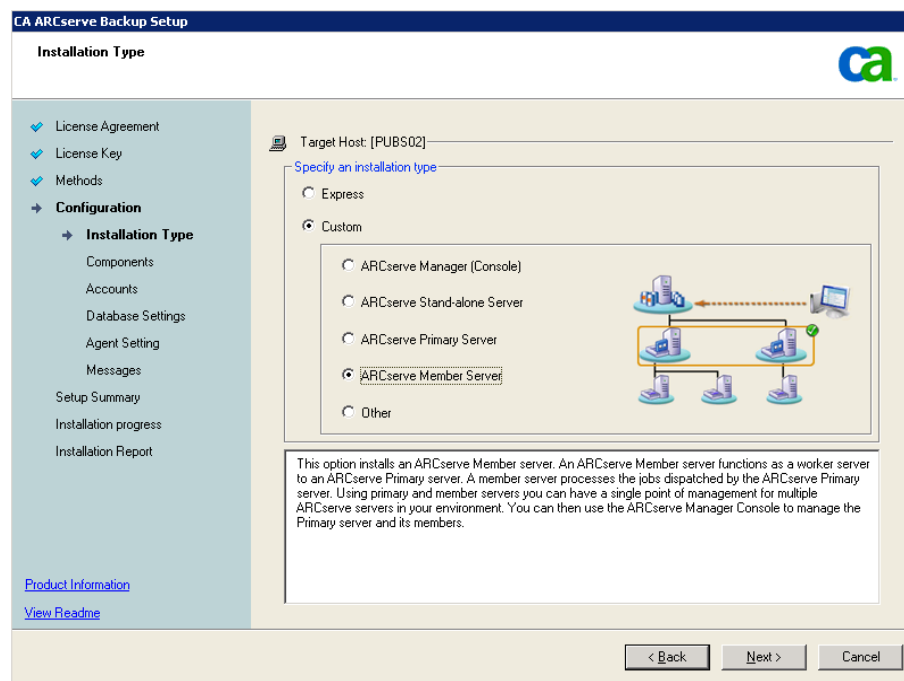 CA ARCserve Backup Setup
Installation Type
ca
License Agreement
License Key
Methods
Configuration
Installation Type
Components
Accounts
Database Settings
Agent Setting
Messages
Setup Summary
Installation progress
Installation Report
Product Information
View Readme
Target Host: [PUBS02]
Specify an installation type
Express
Custom
ARCserve Manager (Console)
ARCserve Stand-alone Server
ARCserve Primary Server
ARCserve Member Server
Other
This option installs an ARCserve Member server. An ARCserve Member server functions as a worker server
to an ARCserve Primary server. A member server processes the jobs dispatched by the ARCserve Primary
server. Using primary and member servers you can have a single point of management for multiple
ARCserve servers in your environment. You can then use the ARCserve Manager Console to manage the
Primary server and its members.
< Back
Next >
Cancel